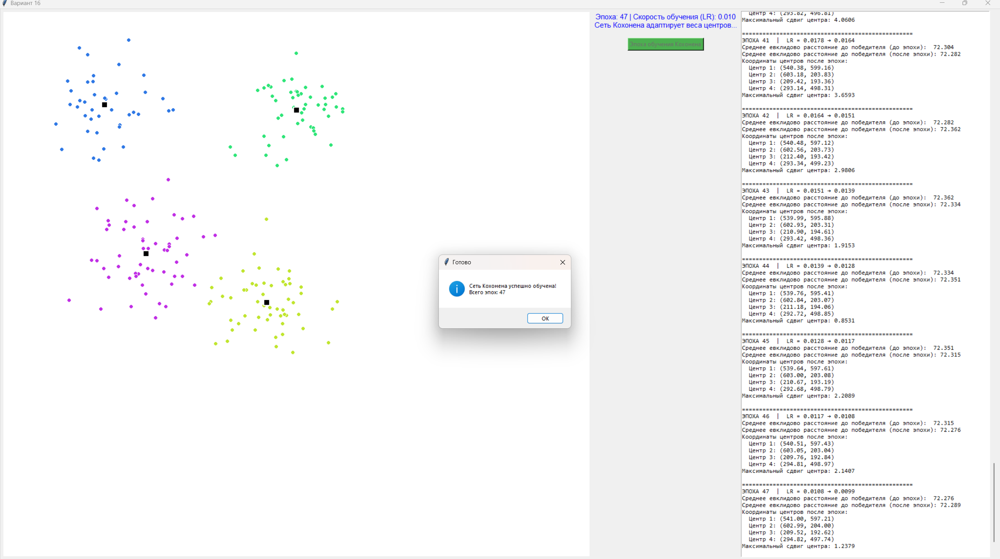 Вариант 16
Эпоха: 47 | Скорость обучения (LR): 0.010
Сеть Кохонена адаптирует веса центров...
Эпоха обучения Кохонена
Готово
Сеть Кохонена успешно обучена!
Всего эпох: 47
OK
Центр 4: (293.82, 496.81)
Максимальный сдвиг центра: 4.0606
==================================================
ЭПОХА 41 | LR = 0.0178 → 0.0164
Среднее евклидово расстояние до победителя (до эпохи): 72.304
Среднее евклидово расстояние до победителя (после эпохи): 72.282
Координаты центров после эпохи:
Центр 1: (540.38, 599.16)
Центр 2: (603.18, 203.83)
Центр 3: (209.42, 193.36)
Центр 4: (293.14, 498.31)
Максимальный сдвиг центра: 3.6593
==================================================
ЭПОХА 42 | LR = 0.0164 → 0.0151
Среднее евклидово расстояние до победителя (до эпохи): 72.282
Среднее евклидово расстояние до победителя (после эпохи): 72.362
Координаты центров после эпохи:
Центр 1: (540.48, 597.12)
Центр 2: (602.56, 203.73)
Центр 3: (212.40, 193.42)
Центр 4: (293.34, 499.23)
Максимальный сдвиг центра: 2.9806
==================================================
ЭПОХА 43 | LR = 0.0151 → 0.0139
Среднее евклидово расстояние до победителя (до эпохи): 72.362
Среднее евклидово расстояние до победителя (после эпохи): 72.334
Координаты центров после эпохи:
Центр 1: (539.99, 595.88)
Центр 2: (602.93, 203.31)
Центр 3: (210.90, 194.61)
Центр 4: (293.42, 498.36)
Максимальный сдвиг центра: 1.9153
==================================================
ЭПОХА 44 | LR = 0.0139 → 0.0128
Среднее евклидово расстояние до победителя (до эпохи): 72.334
Среднее евклидово расстояние до победителя (после эпохи): 72.351
Координаты центров после эпохи:
Центр 1: (539.76, 595.41)
Центр 2: (602.84, 203.07)
Центр 3: (211.18, 194.06)
Центр 4: (292.72, 498.85)
Максимальный сдвиг центра: 0.8531
==================================================
ЭПОХА 45 | LR = 0.0128 → 0.0117
Среднее евклидово расстояние до победителя (до эпохи): 72.351
Среднее евклидово расстояние до победителя (после эпохи): 72.315
Координаты центров после эпохи:
Центр 1: (539.64, 597.61)
Центр 2: (603.00, 203.08)
Центр 3: (210.67, 193.19)
Центр 4: (292.68, 498.79)
Максимальный сдвиг центра: 2.2089
==================================================
ЭПОХА 46 | LR = 0.0117 → 0.0108
Среднее евклидово расстояние до победителя (до эпохи): 72.315
Среднее евклидово расстояние до победителя (после эпохи): 72.276
Координаты центров после эпохи:
Центр 1: (540.51, 597.43)
Центр 2: (603.05, 203.04)
Центр 3: (209.76, 192.84)
Центр 4: (294.81, 498.97)
Максимальный сдвиг центра: 2.1407
==================================================
ЭПОХА 47 | LR = 0.0108 → 0.0099
Среднее евклидово расстояние до победителя (до эпохи): 72.276
Среднее евклидово расстояние до победителя (после эпохи): 72.289
Координаты центров после эпохи:
Центр 1: (541.00, 597.21)
Центр 2: (602.99, 204.00)
Центр 3: (209.52, 192.62)
Центр 4: (294.82, 497.74)
Максимальный сдвиг центра: 1.2379